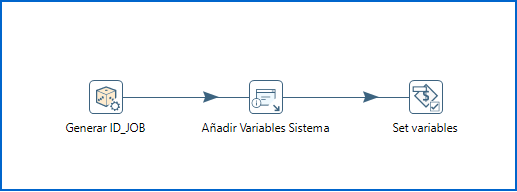 Generar ID_JOB
Añadir Variables Sistema
Set variables